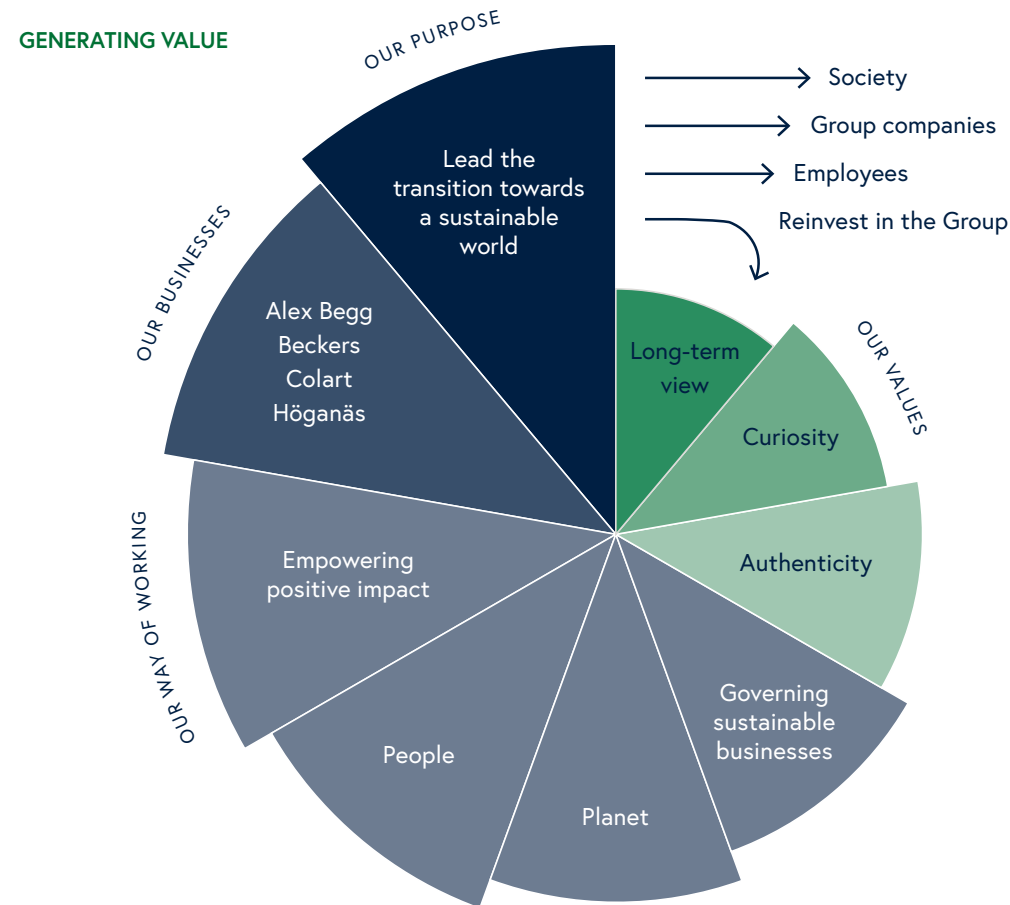 GENERATING VALUE
OUR PURPOSE
Lead the
transition towards
a sustainable
world
Society
Group companies
Employees
Reinvest in the Group
OUR VALUES
Long-term
view
Curiosity
Authenticity
Governing
sustainable
businesses
Planet
People
OUR WAY OF WORKING
Empowering
positive impact
OUR BUSINESSES
Alex Begg
Beckers
Colart
Höganäs